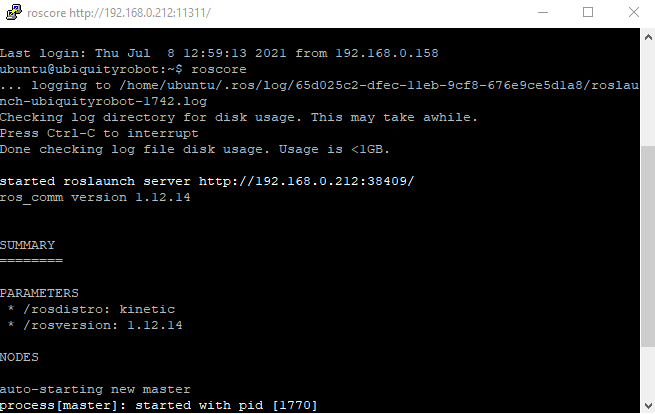 roscore http://192.168.0.212:11311/
Last login: Thu Jul  8 12:59:13 2021 from 192.168.0.158
ubuntu@ubiquityrobot:~$ roscore
... logging to /home/ubuntu/.ros/log/65d025c2-dfec-11eb-9cf8-676e9ce5d1a8/roslau
nch-ubiquityrobot-1742.log
Checking log directory for disk usage. This may take awhile.
Press Ctrl-C to interrupt
Done checking log file disk usage. Usage is <1GB.
started roslaunch server http://192.168.0.212:38409/
ros_comm version 1.12.14
SUMMARY
========
PARAMETERS
 * /rosdistro: kinetic
 * /rosversion: 1.12.14
NODES
auto-starting new master
process[master]: started with pid [1770]